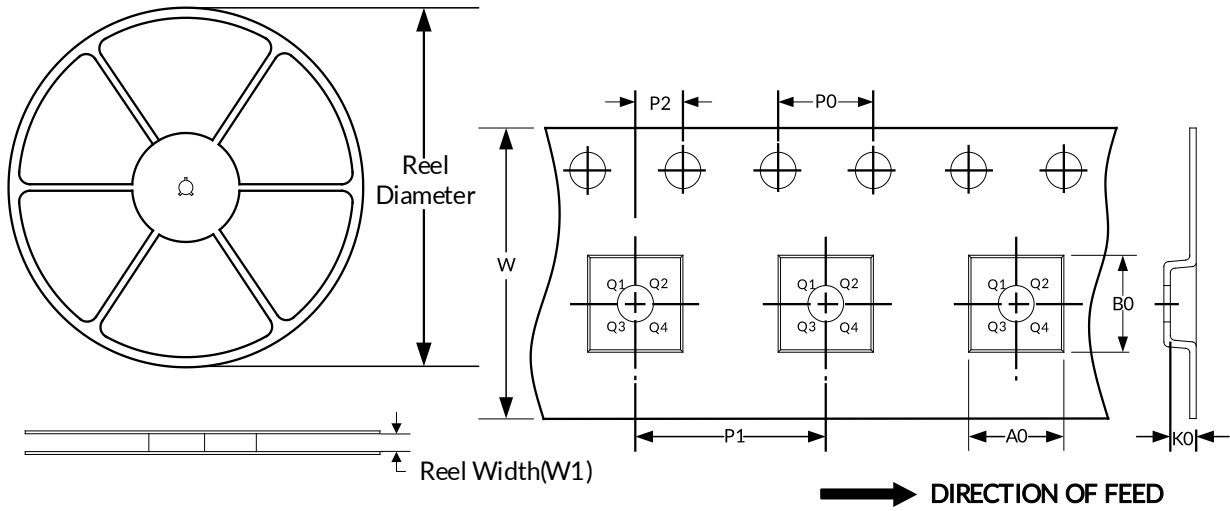 Reel
Diameter
Reel Width(W1)
P2
P0
W
Q1 Q2
Q3 Q4
Q1 Q2
Q3 Q4
Q1 Q2
Q3 Q4
B0
P1
A0
K0
DIRECTION OF FEED